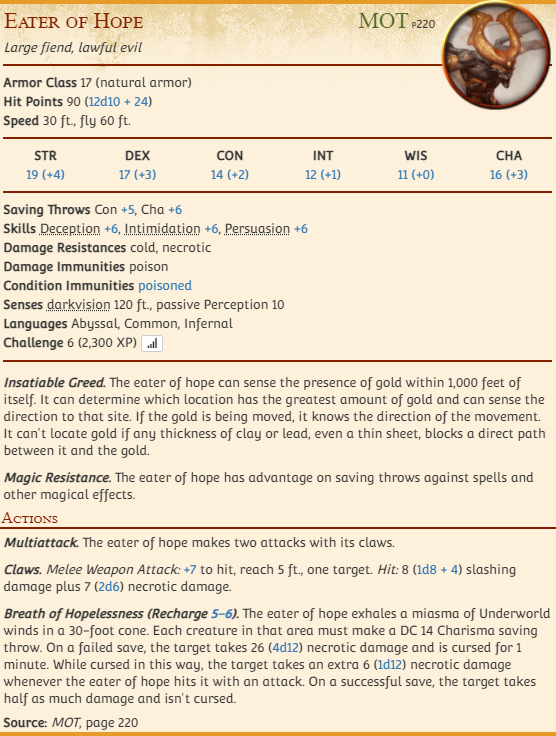 Eater of Hope MOT p220
Large fiend, lawful evil
Armor Class 17 (natural armor)
Hit Points 90 (12d10 + 24)
Speed 30 ft., fly 60 ft.
STR DEX CON INT WIS CHA
19 (+4) 17 (+3) 14 (+2) 12 (+1) 11 (+0) 16 (+3)
Saving Throws Con +5, Cha +6
Skills Deception +6, Intimidation +6, Persuasion +6
Damage Resistances cold, necrotic
Damage Immunities poison
Condition Immunities poisoned
Senses darkvision 120 ft., passive Perception 10
Languages Abyssal, Common, Infernal
Challenge 6 (2,300 XP)
Insatiable Greed. The eater of hope can sense the presence of gold within 1,000 feet of
itself. It can determine which location has the greatest amount of gold and can sense the
direction to that site. If the gold is being moved, it knows the direction of the movement.
It can't locate gold if any thickness of clay or lead, even a thin sheet, blocks a direct path
between it and the gold.
Magic Resistance. The eater of hope has advantage on saving throws against spells and
other magical effects.
Actions
Multiattack. The eater of hope makes two attacks with its claws.
Claws. Melee Weapon Attack: +7 to hit, reach 5 ft., one target. Hit: 8 (1d8 + 4) slashing
damage plus 7 (2d6) necrotic damage.
Breath of Hopelessness (Recharge 5–6). The eater of hope exhales a miasma of Underworld
winds in a 30-foot cone. Each creature in that area must make a DC 14 Charisma saving
throw. On a failed save, the target takes 26 (4d12) necrotic damage and is cursed for 1
minute. While cursed in this way, the target takes an extra 6 (1d12) necrotic damage
whenever the eater of hope hits it with an attack. On a successful save, the target takes
half as much damage and isn't cursed.
Source: MOT, page 220